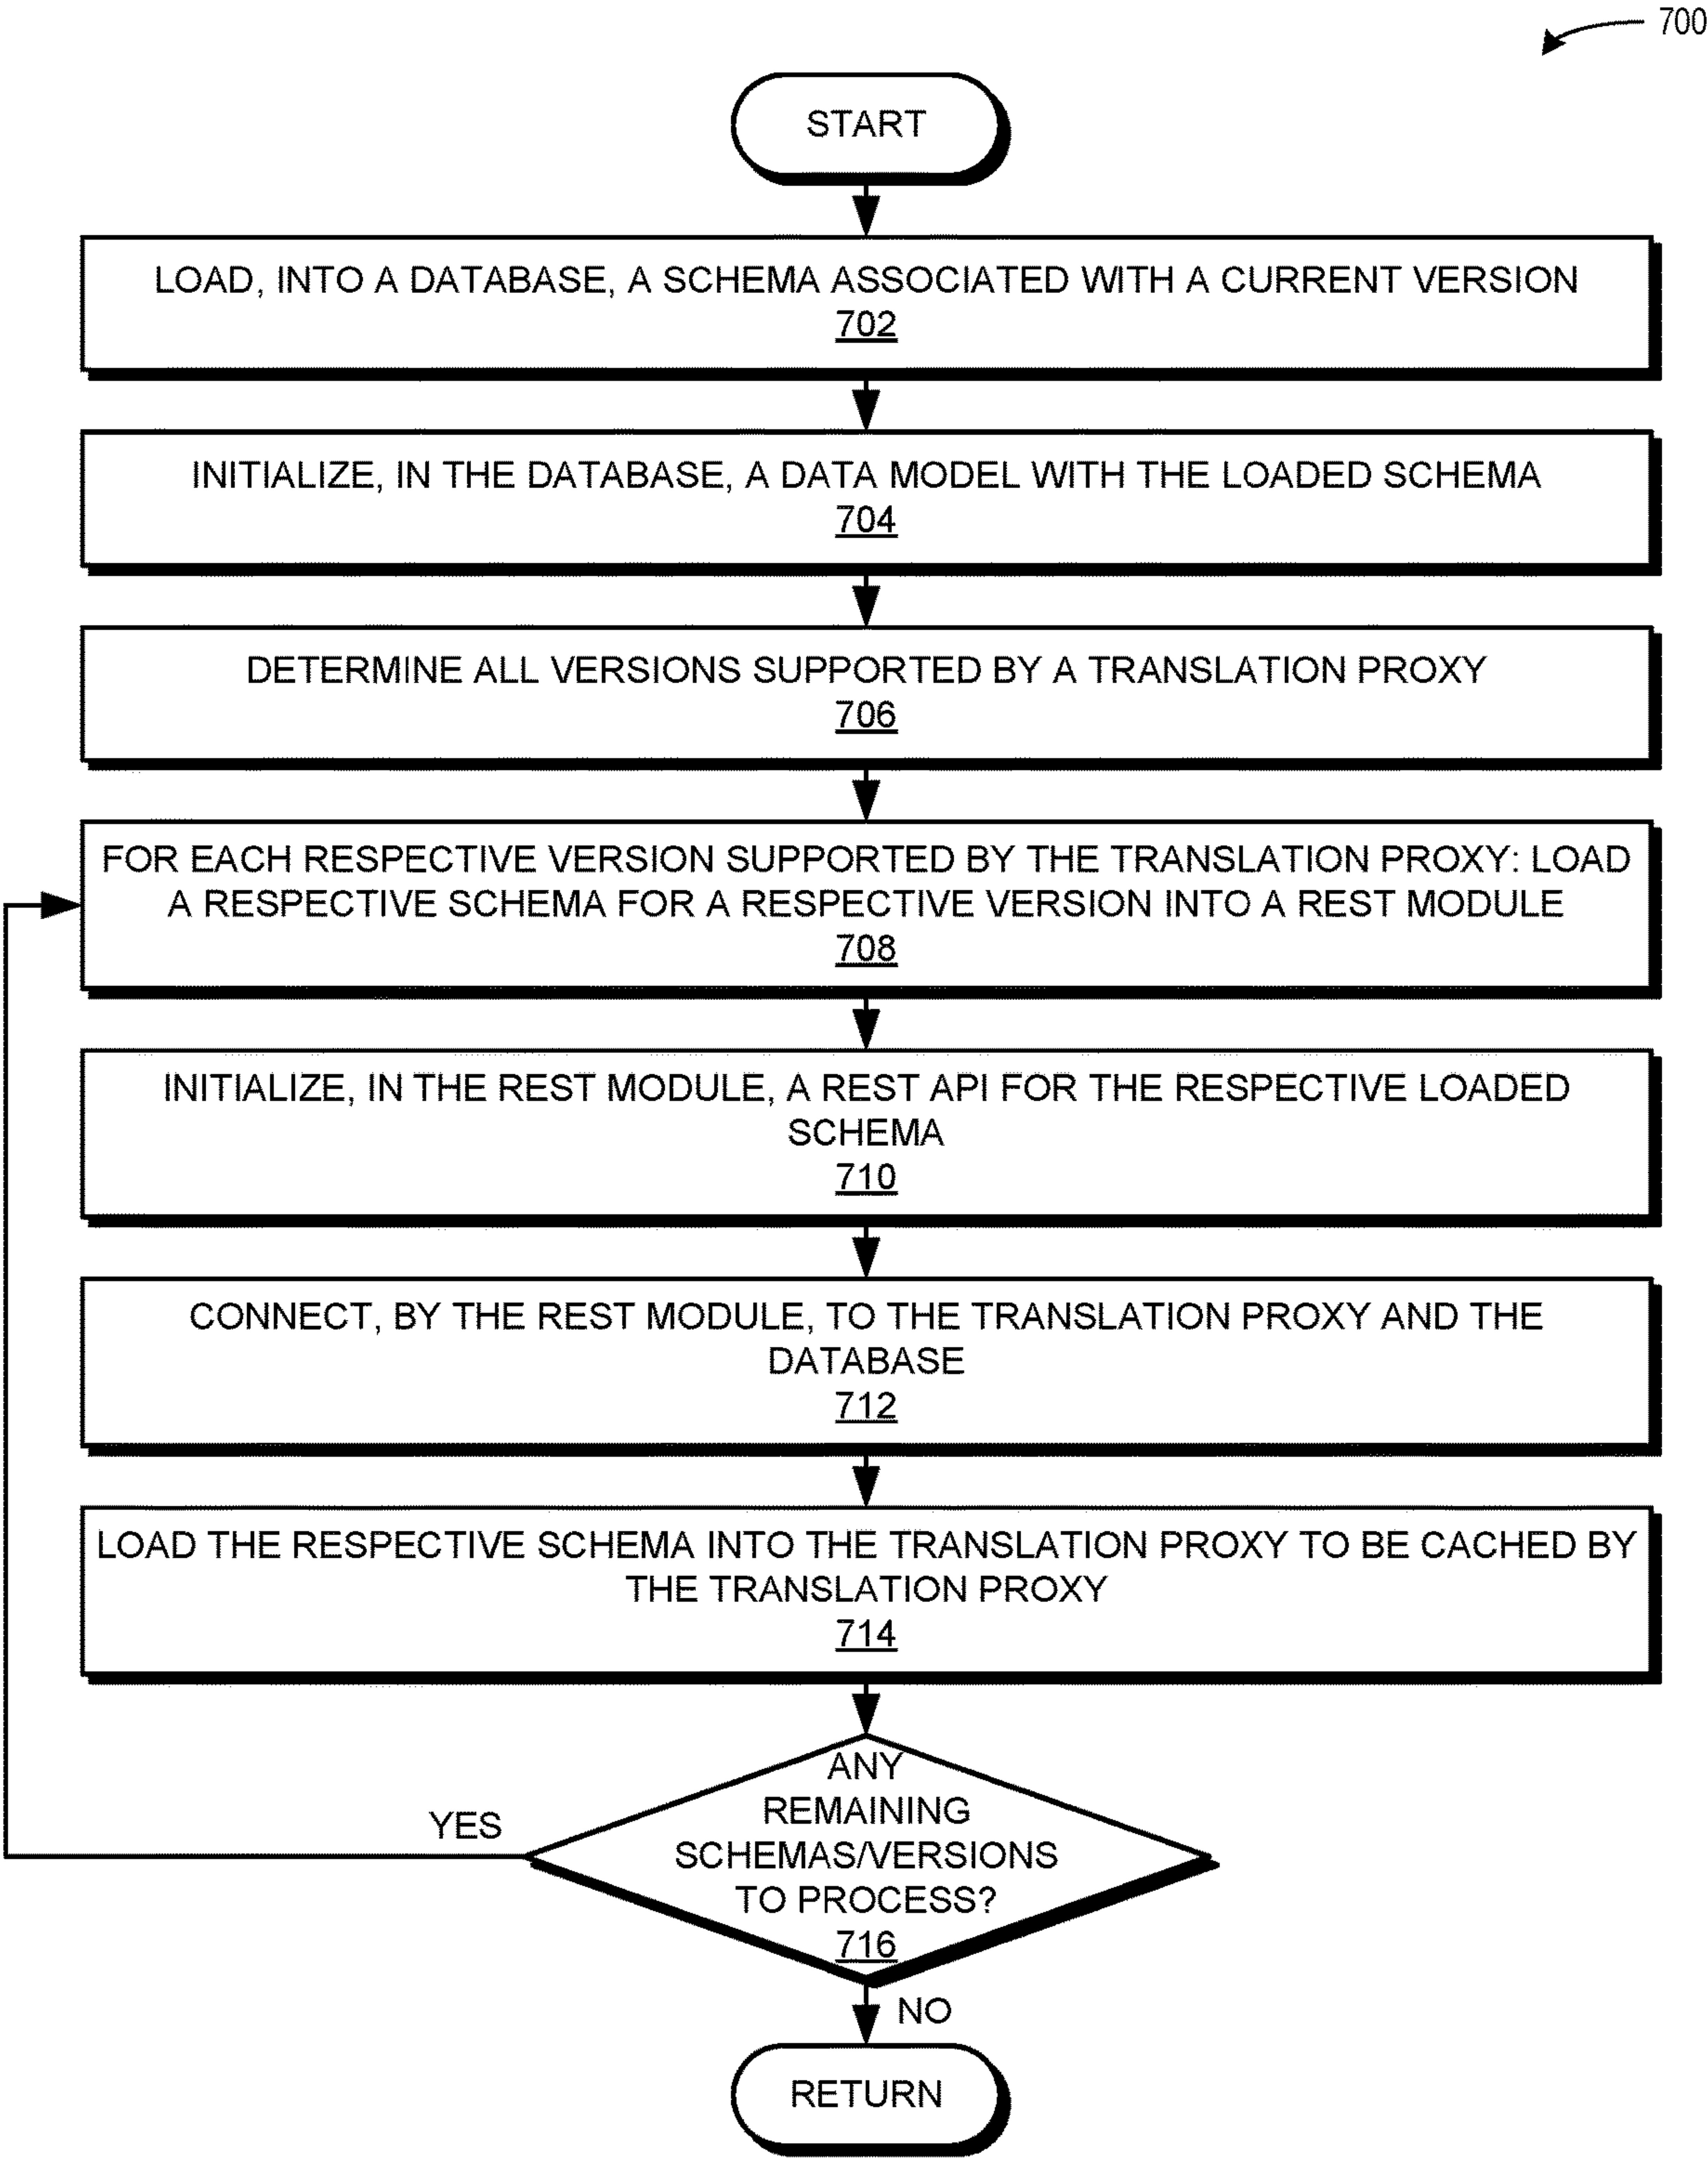 700
START
LOAD, INTO A DATABASE, A SCHEMA ASSOCIATED WITH A CURRENT VERSION
702
INITIALIZE, IN THE DATABASE, A DATA MODEL WITH THE LOADED SCHEMA
704
DETERMINE ALL VERSIONS SUPPORTED BY A TRANSLATION PROXY
706
FOR EACH RESPECTIVE VERSION SUPPORTED BY THE TRANSLATION PROXY: LOAD
A RESPECTIVE SCHEMA FOR A RESPECTIVE VERSION INTO A REST MODULE
708
INITIALIZE, IN THE REST MODULE, A REST API FOR THE RESPECTIVE LOADED
SCHEMA
710
CONNECT, BY THE REST MODULE, TO THE TRANSLATION PROXY AND THE
DATABASE
712
LOAD THE RESPECTIVE SCHEMA INTO THE TRANSLATION PROXY TO BE CACHED BY
THE TRANSLATION PROXY
714
ANY
REMAINING
SCHEMAS/VERSIONS
TO PROCESS?
716
YES
NO
RETURN